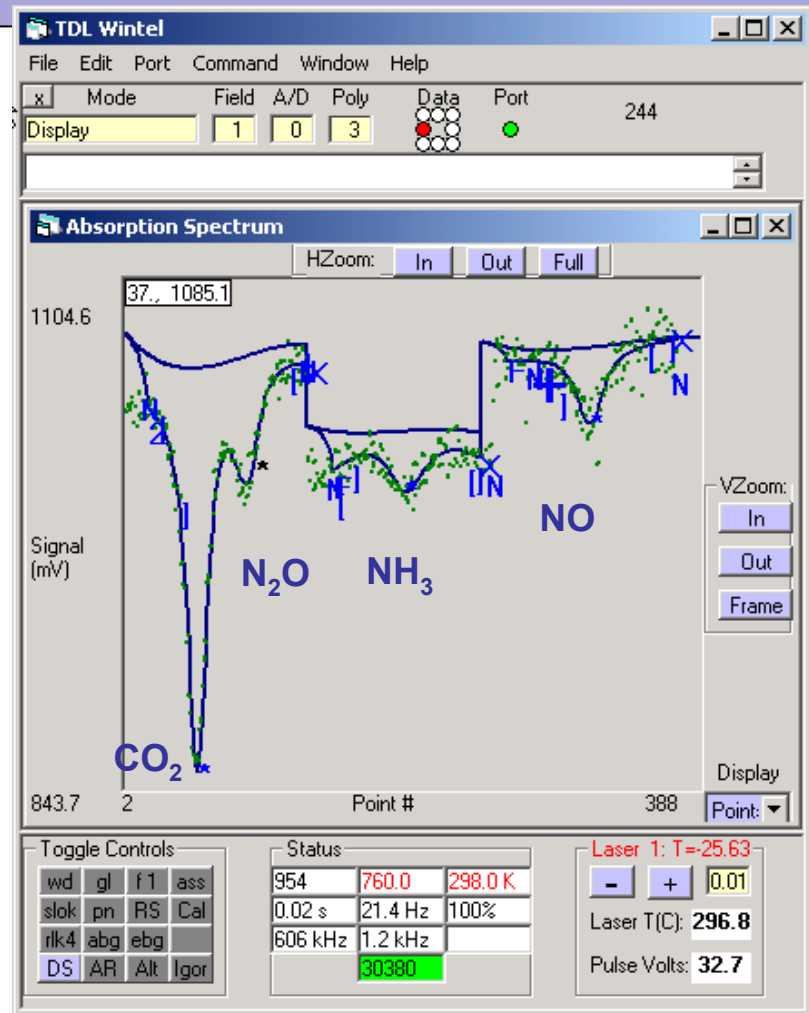 TDL Wintel
File Edit Port Command Window Help
x Mode Field A/D Poly Data Port
244
Display 1 0 3
Absorption Spectrum
HZoom: In Out Full
37., 1085.1
1104.6
N
K
F N
]
[ ]
N
N F ]
[
[ ] N
]
NO
VZoom:
In
Out
Frame
Signal
(mV)
N₂O NH₃
CO₂
Display
843.7 2 Point # 388 Point:
Toggle Controls
wd gl f1 ass
slok pn RS Cal
rlk4 abg ebg
DS AR Alt Igor
Status
954 760.0 298.0 K
0.02 s 21.4 Hz 100%
606 kHz 1.2 kHz
30380
Laser 1: T=-25.63
- + 0.01
Laser T(C): 296.8
Pulse Volts: 32.7